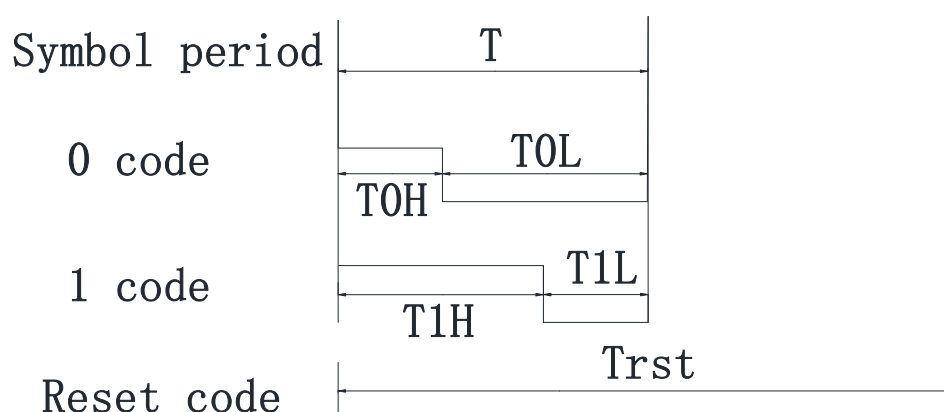 Symbol period
T
0 code
T0L
T0H
1 code
T1L
T1H
Trst
Reset code